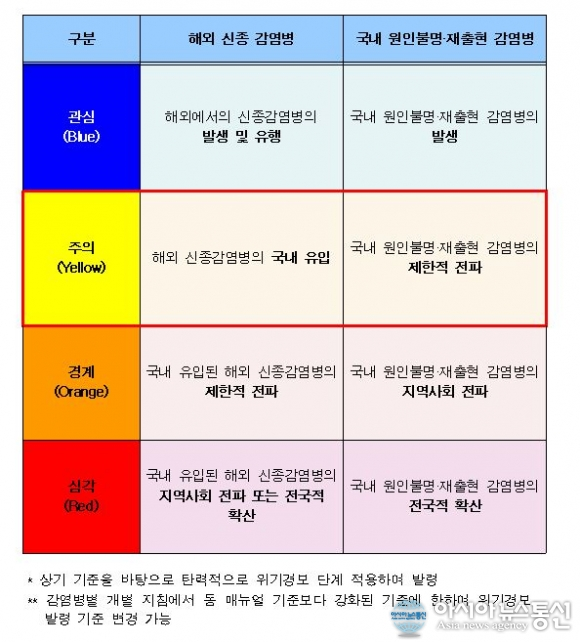 구분
해외 신종 감염병
국내 원인불명·재출현 감염병
관심
(Blue)
해외에서의 신종감염병의
발생 및 유행
국내 원인불명·재출현 감염병의
발생
주의
(Yellow)
해외 신종감염병의 국내 유입
국내 원인불명·재출현 감염병의
제한적 전파
경계
(Orange)
국내 유입된 해외 신종감염병의
제한적 전파
국내 원인불명·재출현 감염병의
지역사회 전파
심각
(Red)
국내 유입된 해외 신종감염병의
지역사회 전파 또는 전국적
확산
국내 원인불명·재출현 감염병의
전국적 확산
* 상기 기준을 바탕으로 탄력적으로 위기경보 단계 적용하여 발령
** 감염병별 개별 지침에서 동 매뉴얼 기준보다 강화된 기준에 한하여 위기경보
발령 기준 변경 가능
아시아뉴스통신
Asia news agency